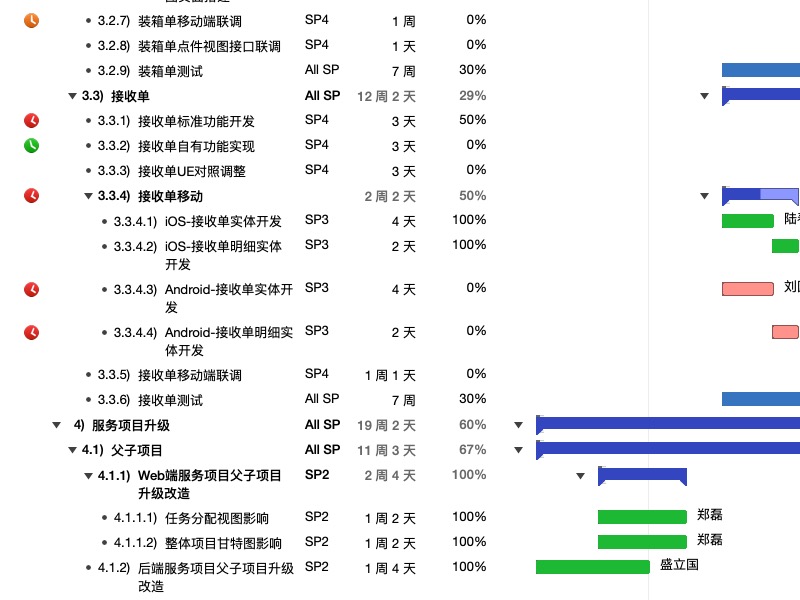 3.2.7) 装箱单移动端联调 SP4 1 周 0%
3.2.8) 装箱单点件视图接口联调 SP4 1 天 0%
3.2.9) 装箱单测试 All SP 7 周 30%
3.3) 接收单 All SP 12 周 2 天 29%
3.3.1) 接收单标准功能开发 SP4 3 天 50%
3.3.2) 接收单自有功能实现 SP4 3 天 0%
3.3.3) 接收单UE对照调整 SP4 3 天 0%
3.3.4) 接收单移动 2 周 2 天 50%
3.3.4.1) iOS-接收单实体开发 SP3 4 天 100%
3.3.4.2) iOS-接收单明细实体 SP3 2 天 100%
开发
3.3.4.3) Android-接收单实体开 SP3 4 天 0%
发
3.3.4.4) Android-接收单明细实 SP3 2 天 0%
体开发
3.3.5) 接收单移动端联调 SP4 1 周 1 天 0%
3.3.6) 接收单测试 All SP 7 周 30%
4) 服务项目升级 All SP 19 周 2 天 60%
4.1) 父子项目 All SP 11 周 3 天 67%
4.1.1) Web端服务项目父子项目 SP2 2 周 4 天 100%
升级改造
4.1.1.1) 任务分配视图影响 SP2 1 周 2 天 100% 郑磊
4.1.1.2) 整体项目甘特图影响 SP2 1 周 2 天 100% 郑磊
4.1.2) 后端服务项目父子项目升级 SP2 1 周 4 天 100% 盛立国
改造